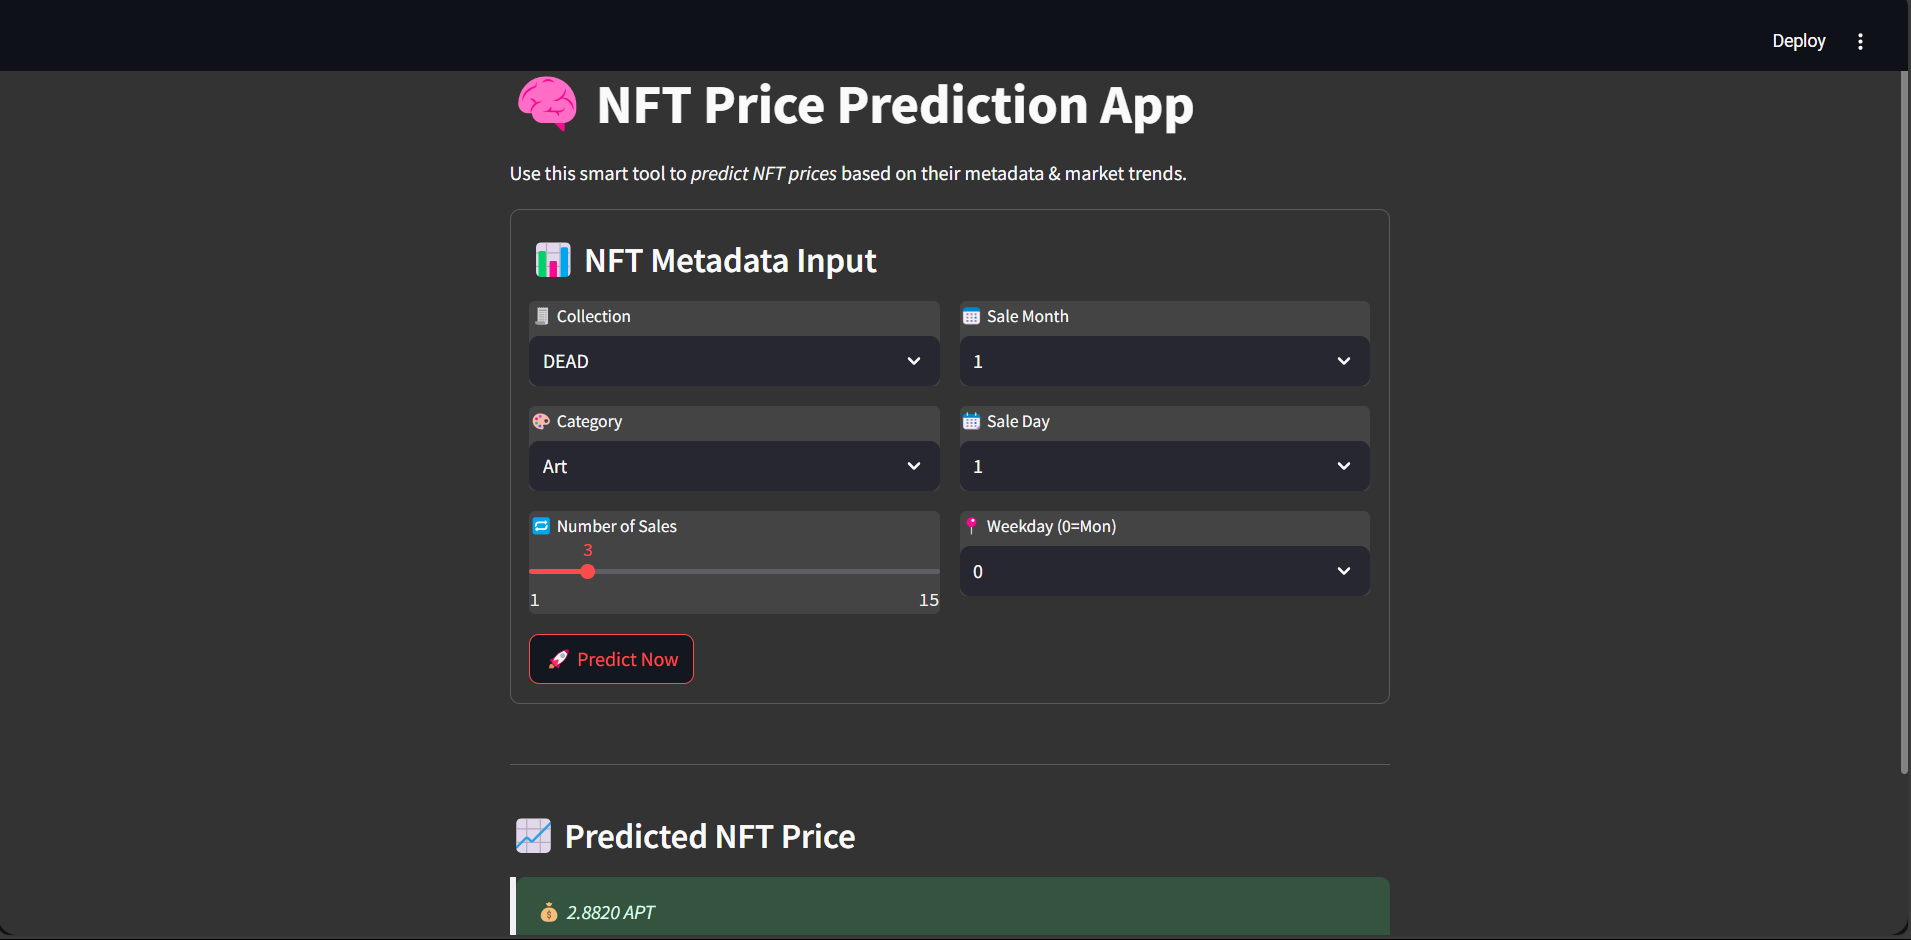 Deploy
NFT Price Prediction App
Use this smart tool to predict NFT prices based on their metadata & market trends.
NFT Metadata Input
Collection
DEAD
Category
Art
Number of Sales
3
1 15
Sale Month
1
Sale Day
1
Weekday (0=Mon)
0
Predict Now
Predicted NFT Price
2.8820 APT